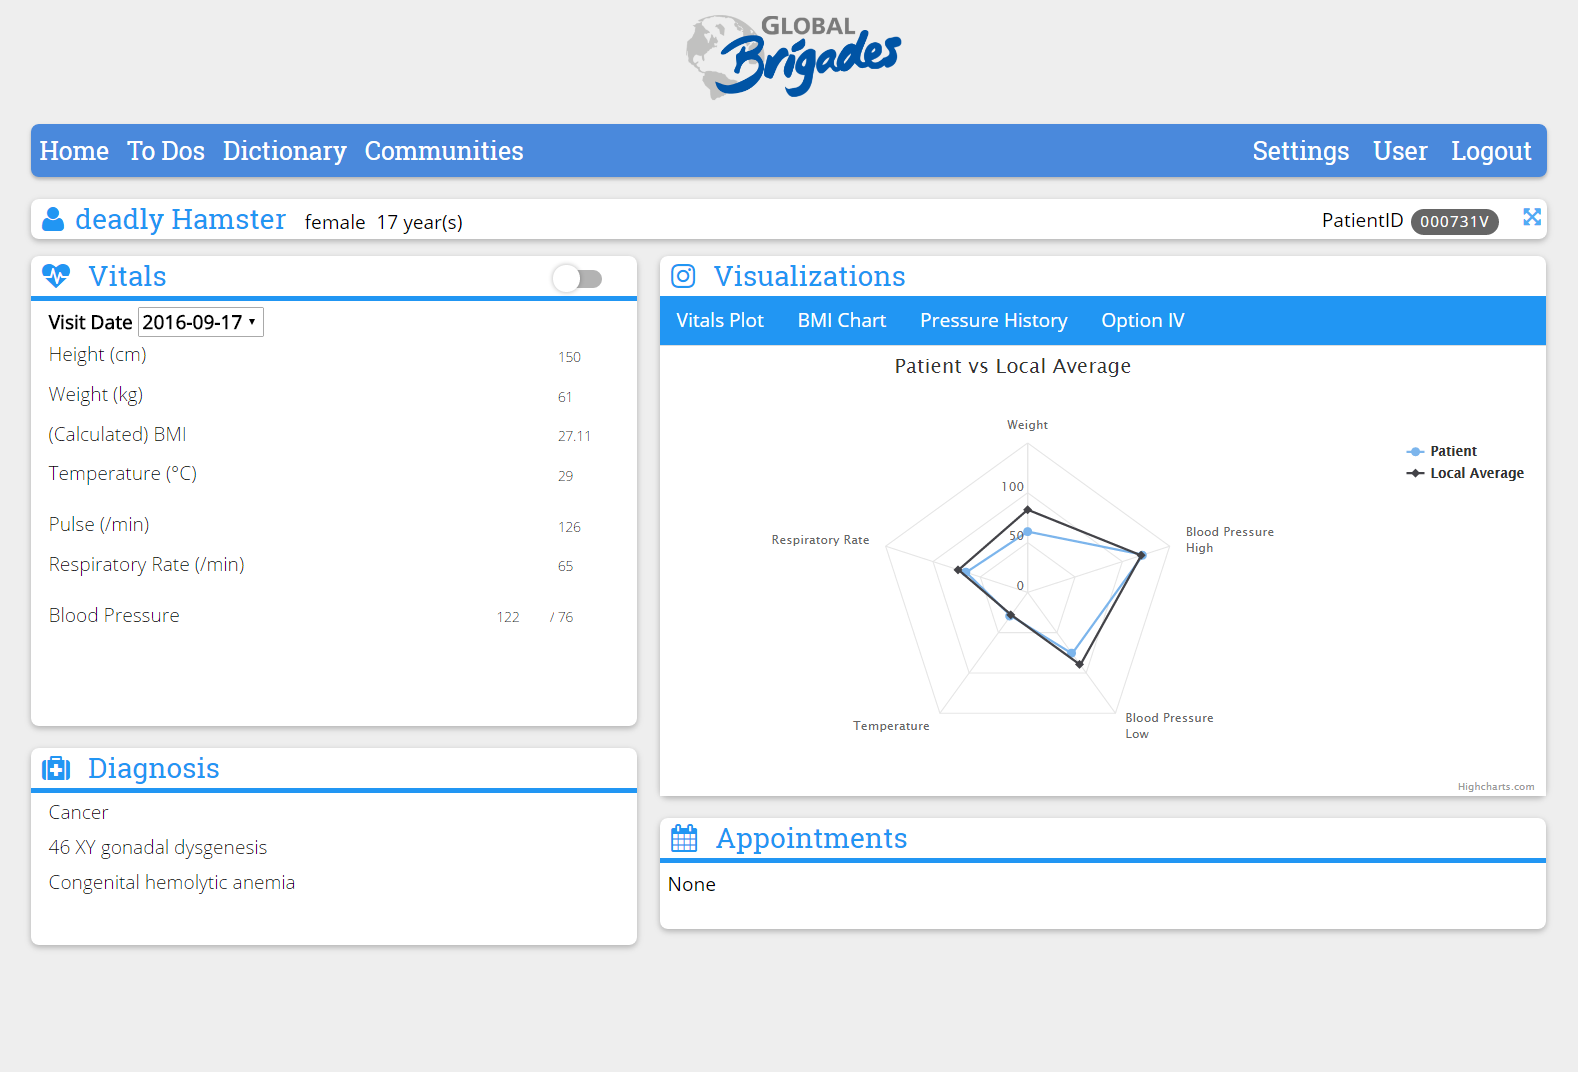 GLOBAL
Brigades
Home To Dos Dictionary Communities Settings User Logout
deadly Hamster female 17 year(s) PatientID 000731V
Vitals
Visit Date 2016-09-17
Height (cm) 150
Weight (kg) 61
(Calculated) BMI 27.11
Temperature (°C) 29
Pulse (/min) 126
Respiratory Rate (/min) 65
Blood Pressure 122 / 76
Diagnosis
Cancer
46 XY gonadal dysgenesis
Congenital hemolytic anemia
Visualizations
Vitals Plot BMI Chart Pressure History Option IV
Patient vs Local Average
Weight
Patient
Local Average
100
50
0
Respiratory Rate
Blood Pressure
High
Temperature
Blood Pressure
Low
Highcharts.com
Appointments
None